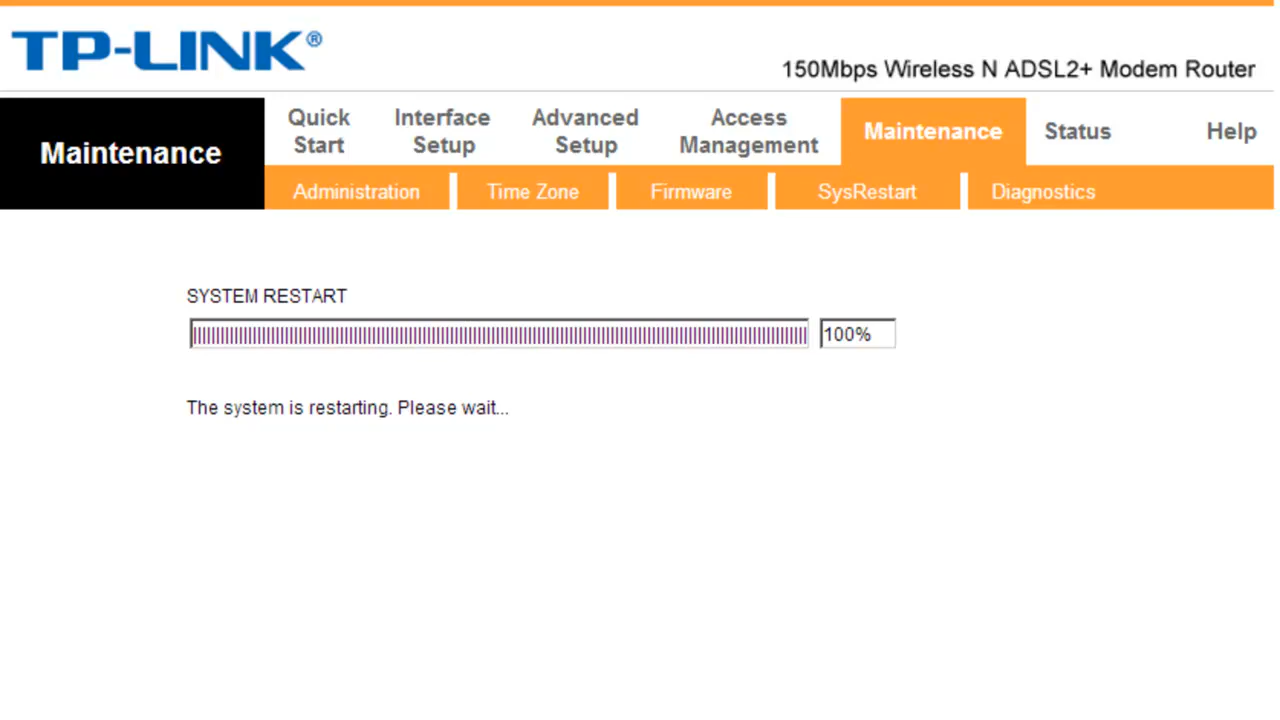 TP-LINK®
150Mbps Wireless N ADSL2+ Modem Router
Maintenance
Quick Start
Interface Setup
Advanced Setup
Access Management
Maintenance
Status
Help
Administration
Time Zone
Firmware
SysRestart
Diagnostics
SYSTEM RESTART
100%
The system is restarting. Please wait...